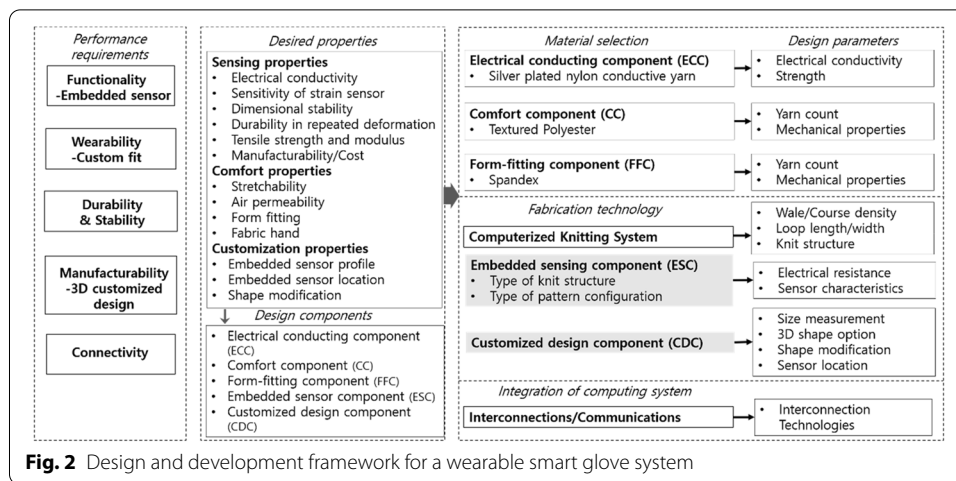 Performance
requirements
Functionality
-Embedded sensor
Wearability
-Custom fit
Durability
& Stability
Manufacturability
-3D customized
design
Connectivity
Desired properties
Sensing properties
• Electrical conductivity
• Sensitivity of strain sensor
• Dimensional stability
• Durability in repeated deformation
• Tensile strength and modulus
• Manufacturability/Cost
Comfort properties
• Stretchability
• Air permeability
• Form fitting
• Fabric hand
Customization properties
• Embedded sensor profile
• Embedded sensor location
• Shape modification
Design components
• Electrical conducting component
(ECC)
• Comfort component (CC)
• Form-fitting component (FFC)
• Embedded sensor component (ESC)
• Customized design component
(CDC)
Material selection
Design parameters
Electrical conducting component (ECC)
• Silver plated nylon conductive yarn
• Electrical conductivity
• Strength
Comfort component (CC)
• Textured Polyester
• Yarn count
• Mechanical properties
Form-fitting component (FFC)
• Spandex
• Yarn count
• Mechanical properties
Fabrication technology
Computerized Knitting System
• Wale/Course density
• Loop length/width
• Knit structure
Embedded sensing component (ESC)
• Type of knit structure
• Type of pattern configuration
• Electrical resistance
• Sensor characteristics
Customized design component (CDC)
• Size measurement
• 3D shape option
• Shape modification
• Sensor location
Integration of computing system
Interconnections/Communications
• Interconnection
Technologies
Fig. 2 Design and development framework for a wearable smart glove system